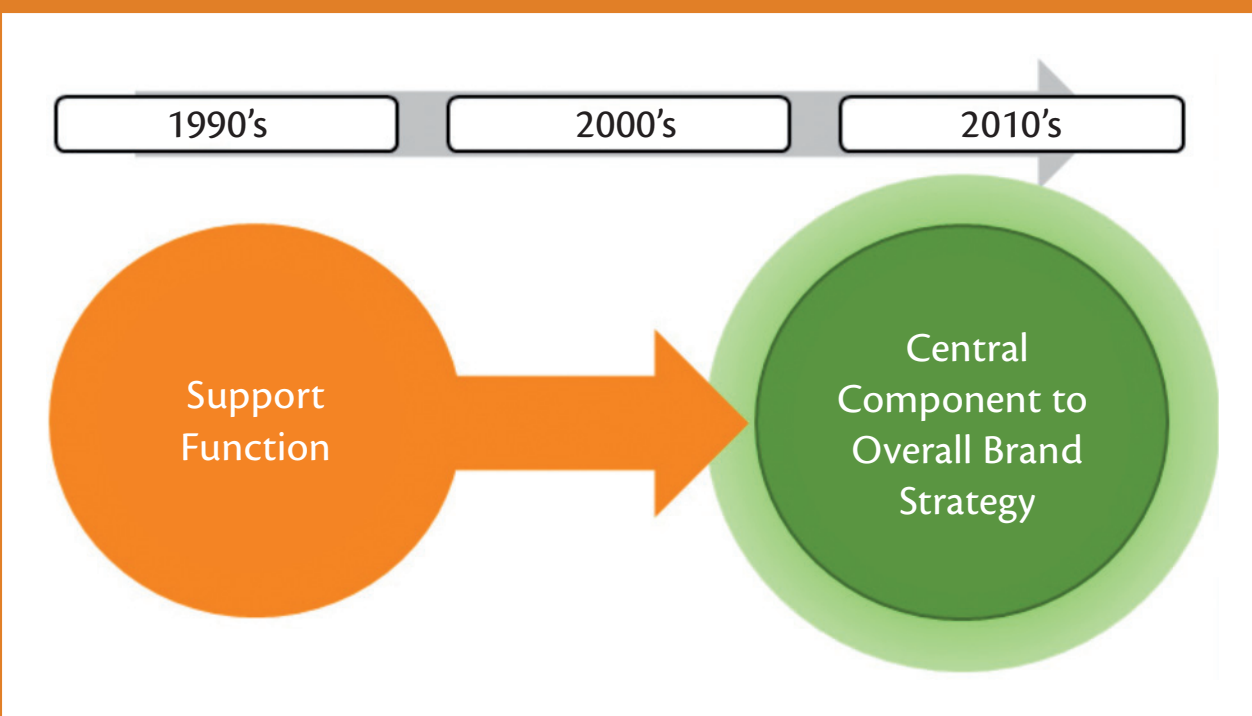 1990’s
2000’s
2010’s
Support
Function
Central
Component to
Overall Brand
Strategy